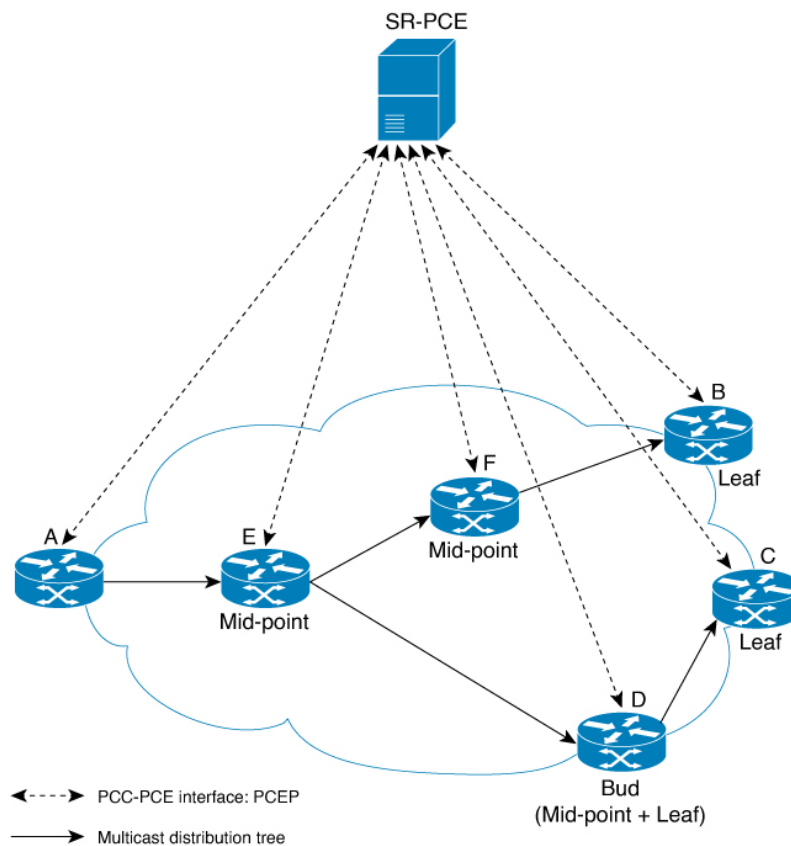 SR-PCE
B
Leaf
F
Mid-point
A
E
Mid-point
C
Leaf
D
Bud
(Mid-point + Leaf)
PCC-PCE interface: PCEP
Multicast distribution tree